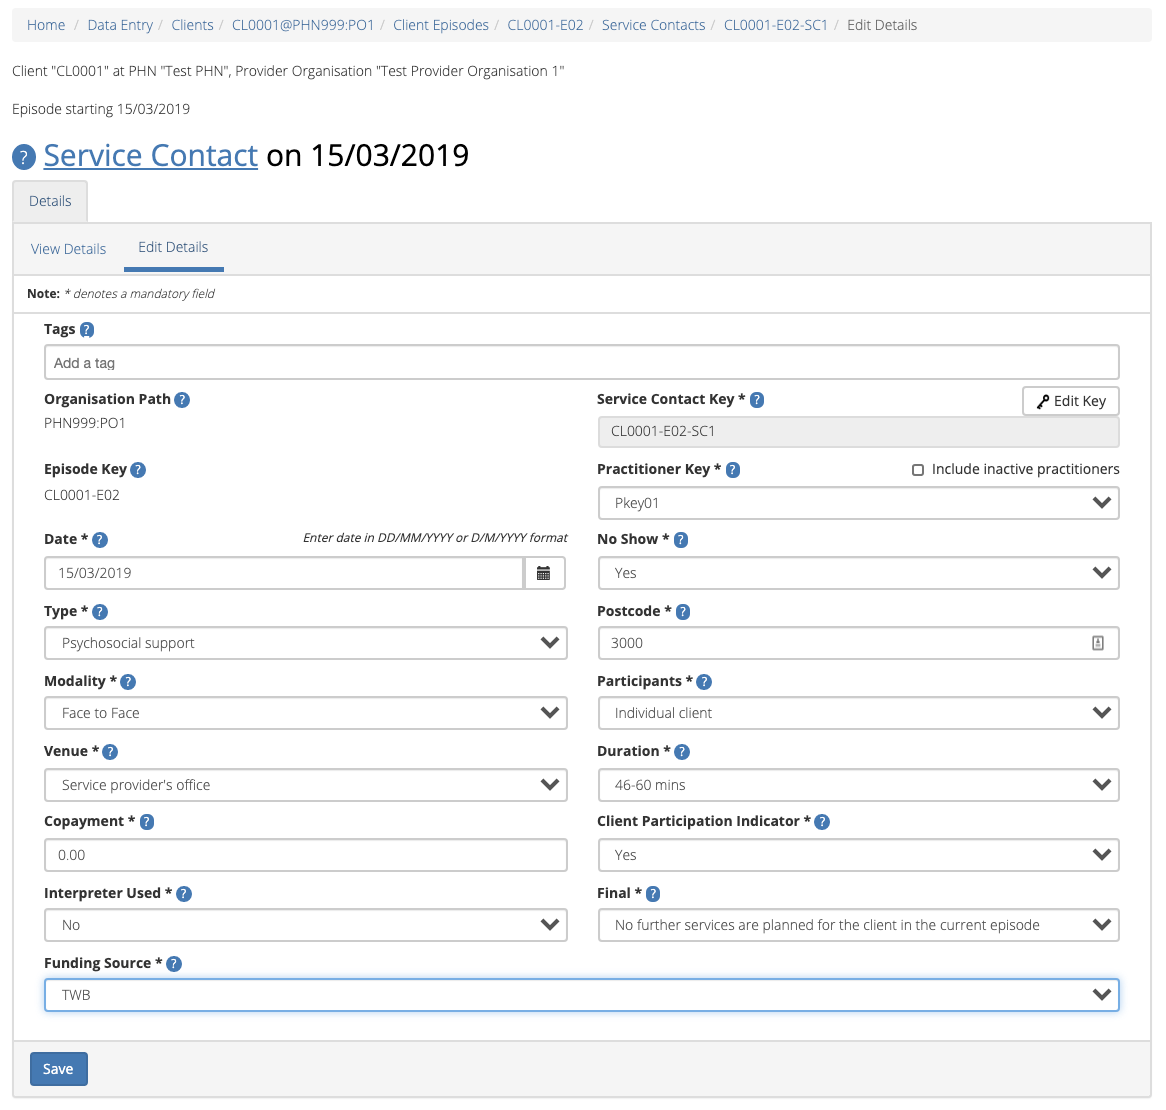 Home / Data Entry / Clients / CL0001@PHN999:PO1 / Client Episodes / CL0001-E02 / Service Contacts / CL0001-E02-SC1 / Edit Details
Client "CL0001" at PHN "Test PHN", Provider Organisation "Test Provider Organisation 1"
Episode starting 15/03/2019
? Service Contact on 15/03/2019
Details
View Details Edit Details
Note: * denotes a mandatory field
Tags ?
Add a tag
Organisation Path ?
PHN999:PO1
Service Contact Key * ? Edit Key
CL0001-E02-SC1
Episode Key ?
CL0001-E02
Practitioner Key * ? Include inactive practitioners
Pkey01
Date * ? Enter date in DD/MM/YYYY or D/M/YYYY format
15/03/2019
No Show * ?
Yes
Type * ?
Psychosocial support
Postcode * ?
3000
Modality * ?
Face to Face
Participants * ?
Individual client
Venue * ?
Service provider's office
Duration * ?
46-60 mins
Copayment * ?
0.00
Client Participation Indicator * ?
Yes
Interpreter Used * ?
No
Final * ?
No further services are planned for the client in the current episode
Funding Source * ?
TWB
Save